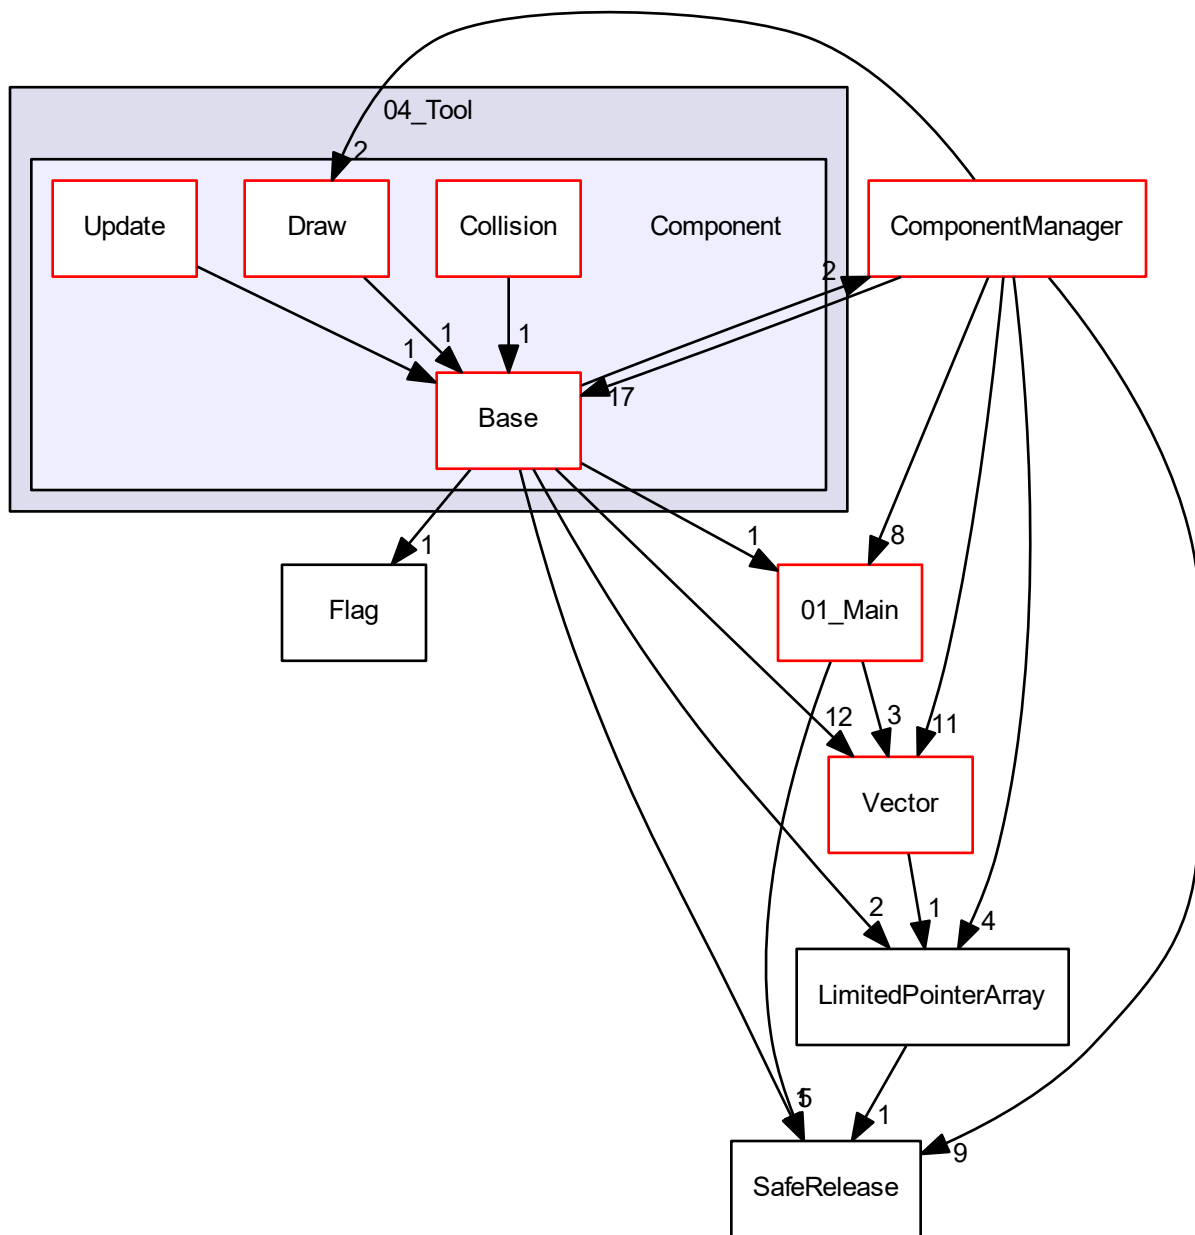 04_Tool
2
Update
Draw
Collision
Component
ComponentManager
2
1
1
1
17
Base
1
1
8
Flag
01_Main
12
3
11
Vector
2
1
4
LimitedPointerArray
1
5
1
9
SafeRelease